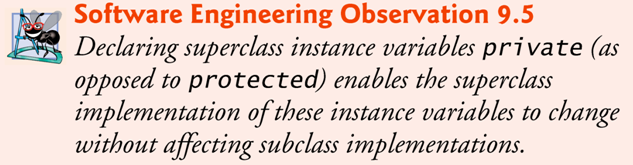 Software Engineering Observation 9.5
Declaring superclass instance variables private (as
opposed to protected) enables the superclass
implementation of these instance variables to change
without affecting subclass implementations.